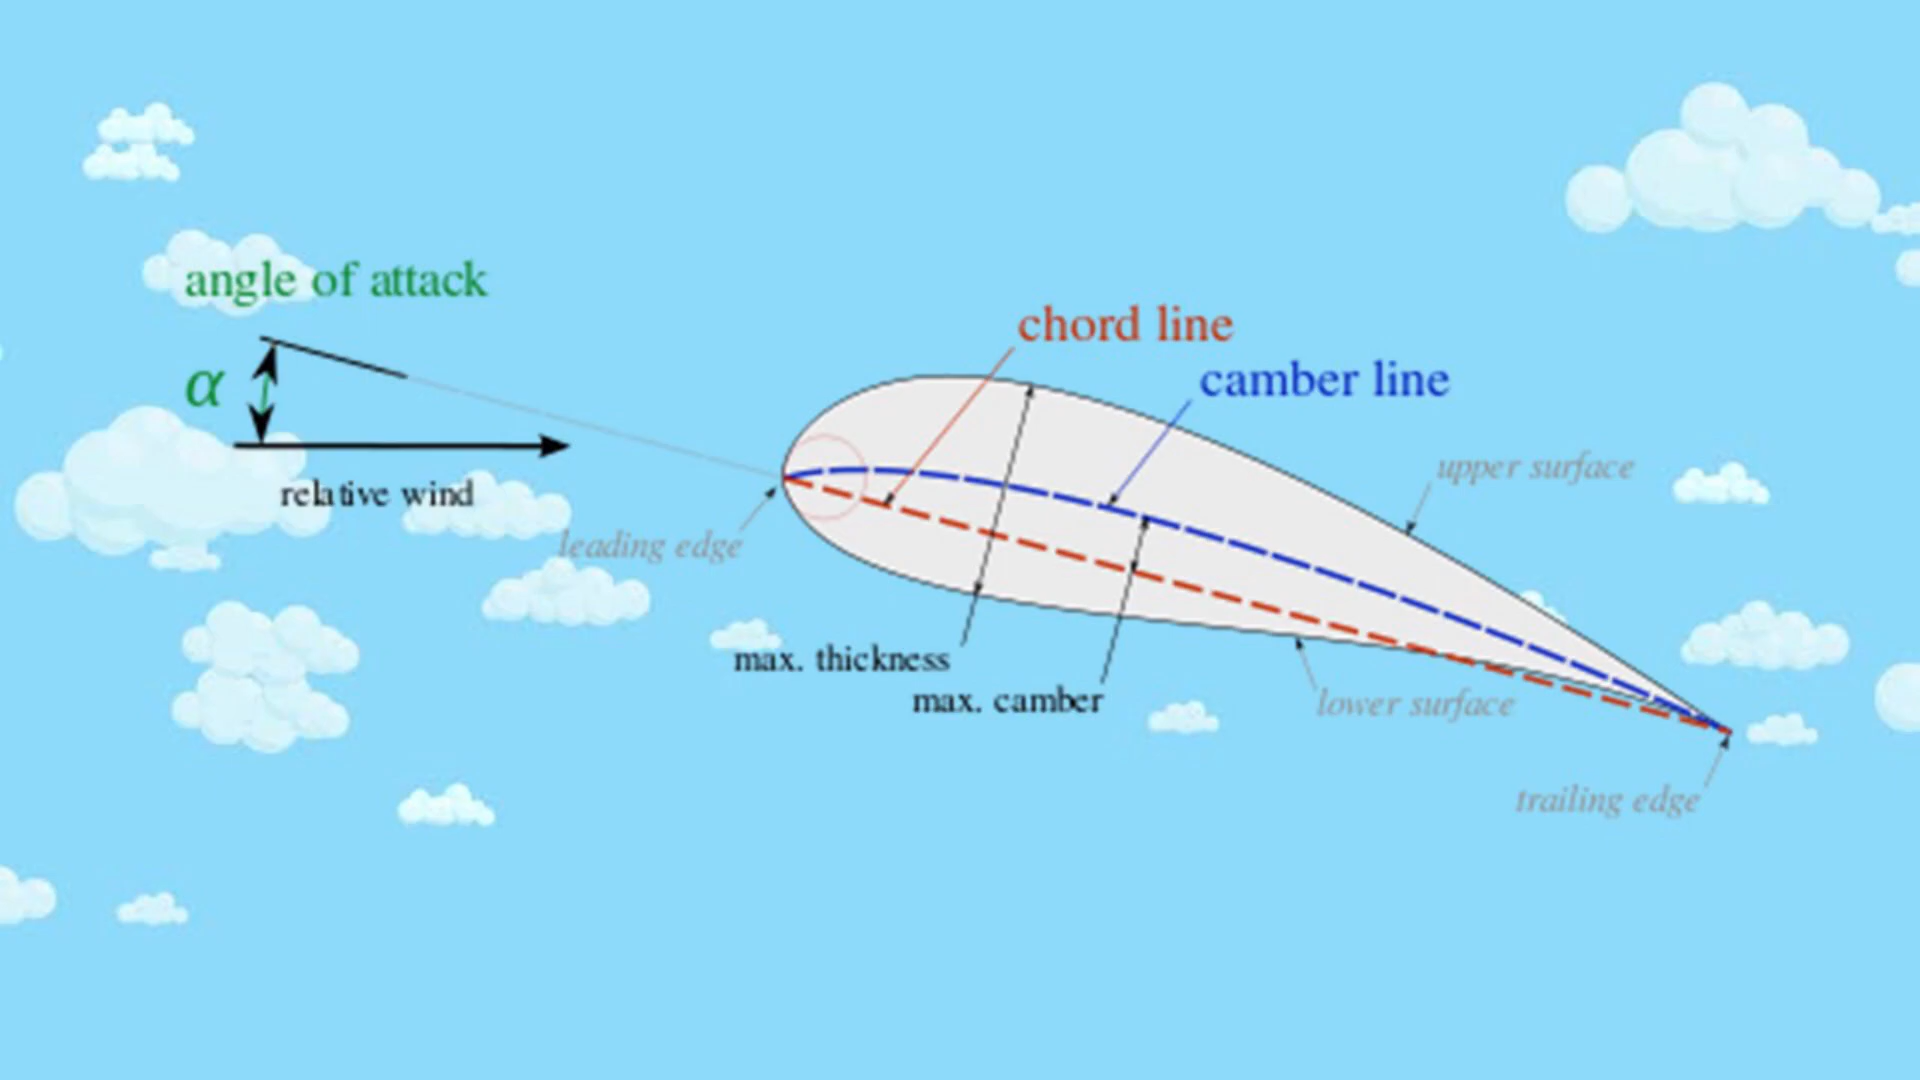 angle of attack
α
relative wind
chord line
camber line
upper surface
leading edge
max. thickness
max. camber
lower surface
trailing edge